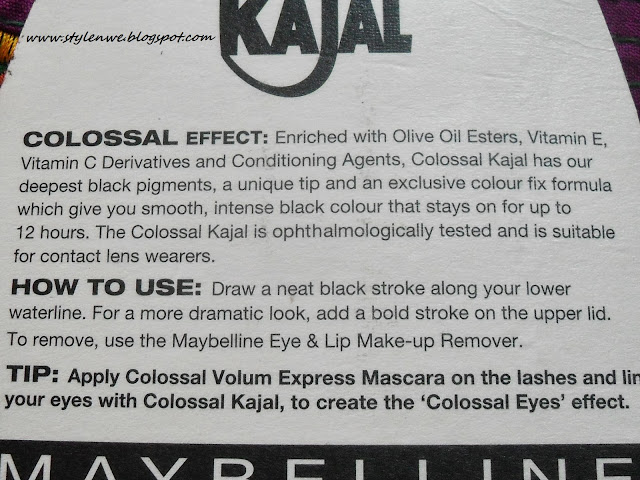 www.stylenwe.blogspot.com
KAJAL
COLOSSAL EFFECT: Enriched with Olive Oil Esters, Vitamin E,
Vitamin C Derivatives and Conditioning Agents, Colossal Kajal has our
deepest black pigments, a unique tip and an exclusive colour fix formula
which give you smooth, intense black colour that stays on for up to
12 hours. The Colossal Kajal is ophthalmologically tested and is suitable
for contact lens wearers.
HOW TO USE: Draw a neat black stroke along your lower
waterline. For a more dramatic look, add a bold stroke on the upper lid.
To remove, use the Maybelline Eye & Lip Make-up Remover.
TIP: Apply Colossal Volum Express Mascara on the lashes and lin
your eyes with Colossal Kajal, to create the ‘Colossal Eyes’ effect.
MAYBELLINE